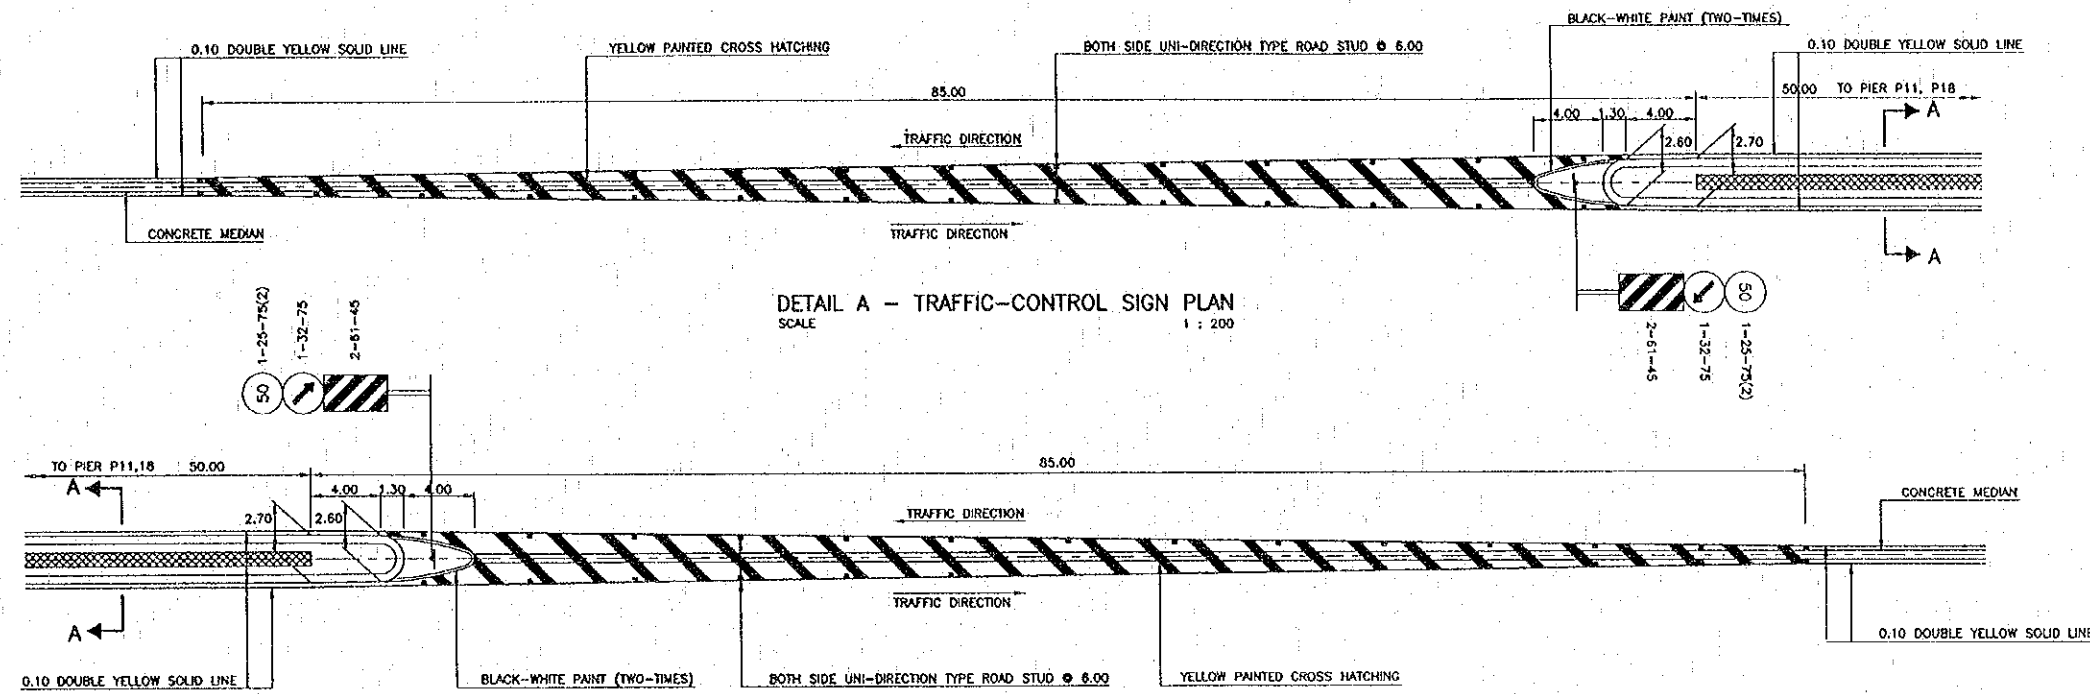 BLACK-WHITE PAINT (TWO-TIMES)
0.10 DOUBLE YELLOW SOLID LINE
YELLOW PAINTED CROSS HATCHING
BOTH SIDE UNI-DIRECTION TYPE ROAD STUD @ 6.00
0.10 DOUBLE YELLOW SOLID LINE
85.00
50.00 TO PIER P11, P18
4.00 1.30 4.00
A
TRAFFIC DIRECTION
2.60 2.70
CONCRETE MEDIAN
TRAFFIC DIRECTION
A
DETAIL A - TRAFFIC-CONTROL SIGN PLAN
SCALE 1 : 200
50
1-25-75(2)
1-32-75
2-61-45
50
2-61-45
1-32-75
1-25-75(2)
TO PIER P11,18 50.00
85.00
A
4.00 1.30 4.00
CONCRETE MEDIAN
2.70 2.60
TRAFFIC DIRECTION
TRAFFIC DIRECTION
A
0.10 DOUBLE YELLOW SOLID LINE
0.10 DOUBLE YELLOW SOLID LINE
BLACK-WHITE PAINT (TWO-TIMES)
BOTH SIDE UNI-DIRECTION TYPE ROAD STUD @ 6.00
YELLOW PAINTED CROSS HATCHING